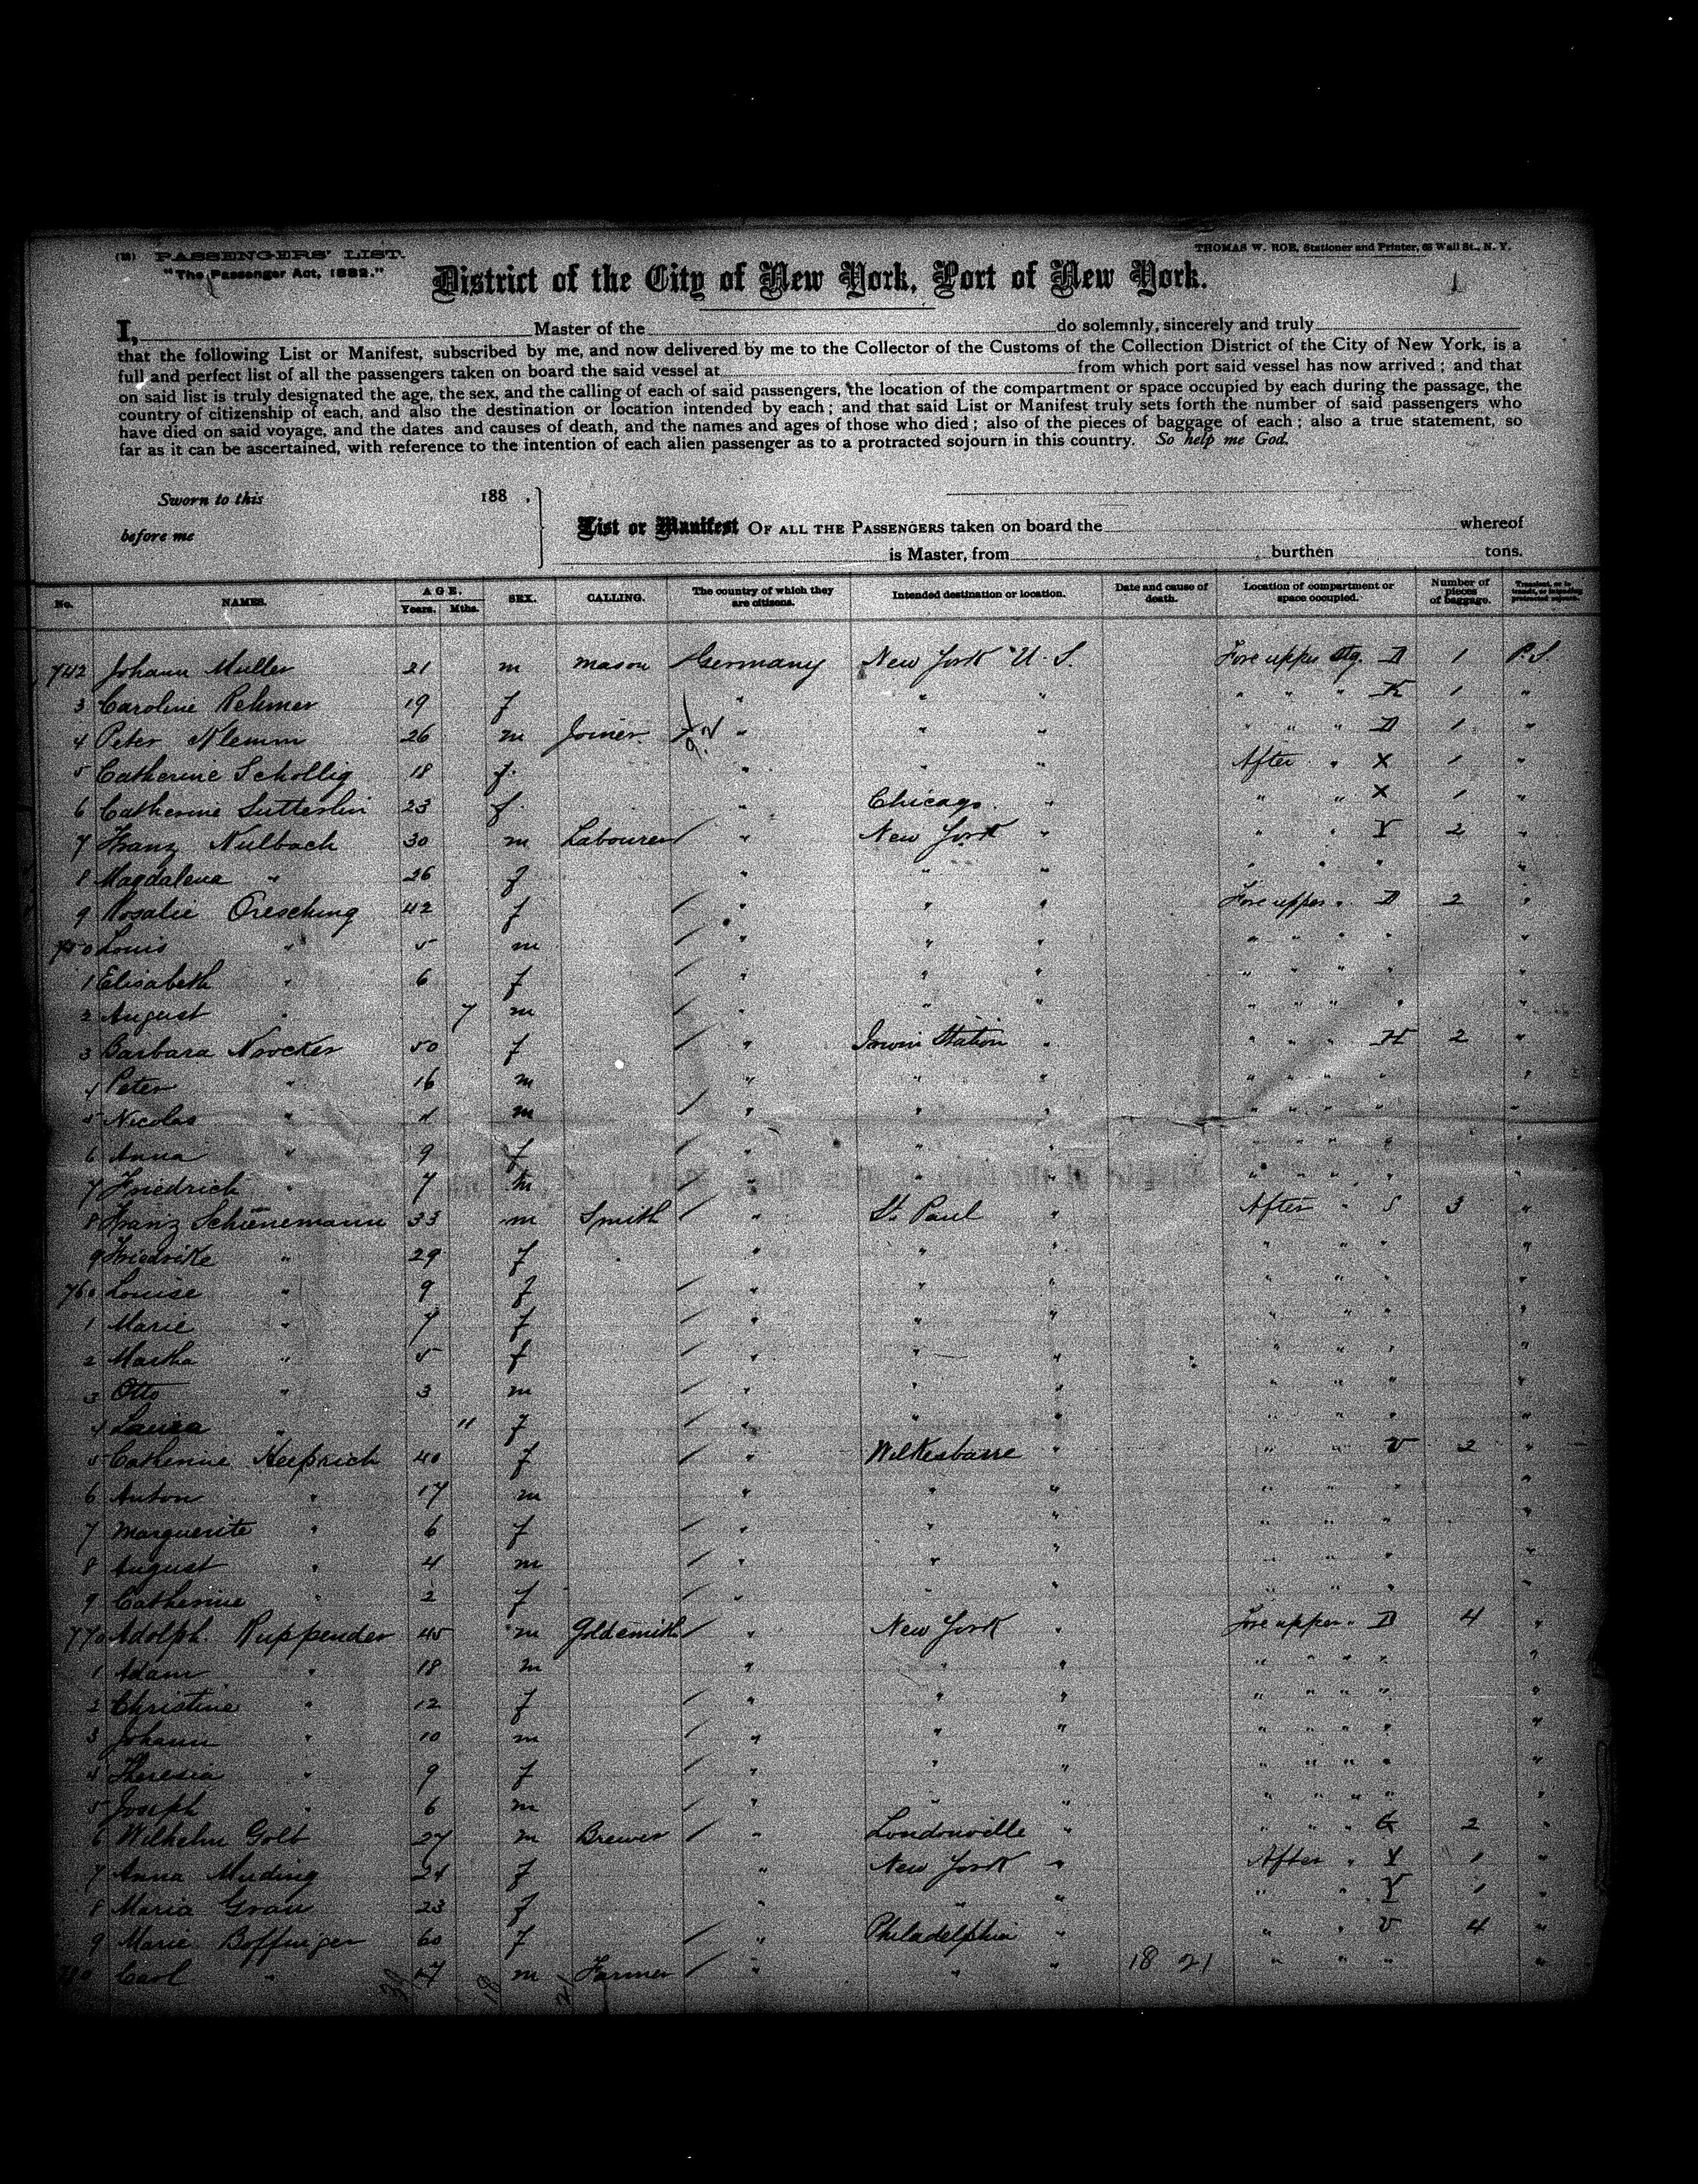 (2) PASSENGERS' LIST.
THOMAS W. ROE, Stationer and Printer, 63 Wall St., N. Y.
"The Passenger Act, 1882."
District of the City of New York, Port of New York.
I, Master of the do solemnly, sincerely and truly
that the following List or Manifest, subscribed by me, and now delivered by me to the Collector of the Customs of the Collection District of the City of New York, is a
full and perfect list of all the passengers taken on board the said vessel at from which port said vessel has now arrived; and that
on said list is truly designated the age, the sex, and the calling of each of said passengers, the location of the compartment or space occupied by each during the passage, the
country of citizenship of each, and also the destination or location intended by each; and that said List or Manifest truly sets forth the number of said passengers who
have died on said voyage, and the dates and causes of death, and the names and ages of those who died; also of the pieces of baggage of each; also a true statement, so
far as it can be ascertained, with reference to the intention of each alien passenger as to a protracted sojourn in this country. So help me God.
Sworn to this 188 .
before me
List or Manifest OF ALL THE PASSENGERS taken on board the whereof
is Master, from burthen tons.
No. NAMES. AGE. Years. Mths. SEX. CALLING. The country of which they are citizens. Intended destination or location. Date and cause of death. Location of compartment or space occupied. Number of pieces of baggage. Transient, or in transit, or intending protracted sojourn.
742 Johann Muller 21 m Mason Germany New York U. S. Fore upper Stg. D 1 P.S.
3 Caroline Rehmer 19 f " " " " " " K 1 "
4 Peter Klemm 26 m Joiner " " " " " " D 1 "
5 Catherine Schollig 18 f " " " After " X 1 "
6 Catherine Sutterlin 23 f " Chicago " " " X 1 "
7 Franz Nulbach 30 m Labourer " New York " " " Y 2 "
8 Magdalena " 26 f " " " " " " "
9 Rosalie Oresching 42 f " " " Fore upper " D 2 "
750 Louis " 5 m " " " " " " " "
1 Elisabeth " 6 f " " " " " " " "
2 August " 7 m " " " " " " " "
3 Barbara Nrocker 50 f " Irwin Station " " " " H 2 "
4 Peter " 16 m " " " " " " " "
5 Nicolas " m " " " " " " " "
6 Anna " 9 f " " " " " " " "
7 Friedrich " 7 m " " " " " " " "
8 Franz Schünemann 33 m Smith " St. Paul " After " S 3 "
9 Friedrike " 29 f " " " " " " "
760 Louise " 9 f " " " " " " "
1 Marie " 7 f " " " " " " "
2 Martha " 5 f " " " " " " "
3 Otto " 3 m " " " " " " "
4 Laura " 11 f " " " " " " "
5 Catherine Heeprich 40 f " Wilkesbarre " " " V 2 "
6 Anton " 17 m " " " " " " "
7 Marguerite " 6 f " " " " " " "
8 August " 4 m " " " " " " "
9 Catherine " 2 f " " " " " " "
770 Adolph Ruppender 45 m Goldsmith " New York " Fore upper " D 4 "
1 Adam " 18 m " " " " " " " "
2 Christine " 12 f " " " " " " " "
3 Johann " 10 m " " " " " " " "
4 Theresia " 9 f " " " " " " " "
5 Joseph " 6 m " " " " " " " "
6 Wilhelm Golt 27 m Brewer " Londonville " " " " G 2 "
7 Anna Muding 24 f " New York " After " Y 1 "
8 Maria Grau 23 f " " " " " Y 1 "
9 Marie Boffinger 60 f " Philadelphia " " " V 4 "
780 Carl " 17 m Farmer " " " 18 21 " " " "